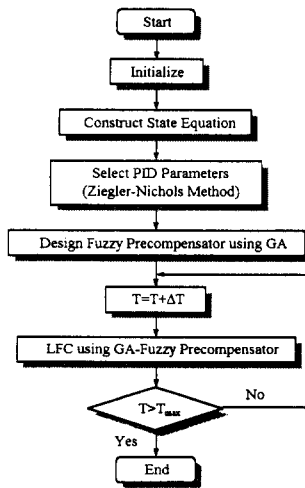 Start
Initialize
Construct State Equation
Select PID Parameters
(Ziegler-Nichols Method)
Design Fuzzy Precompensator using GA
T=T+ΔT
LFC using GA-Fuzzy Precompensator
T>Tmax
No
Yes
End